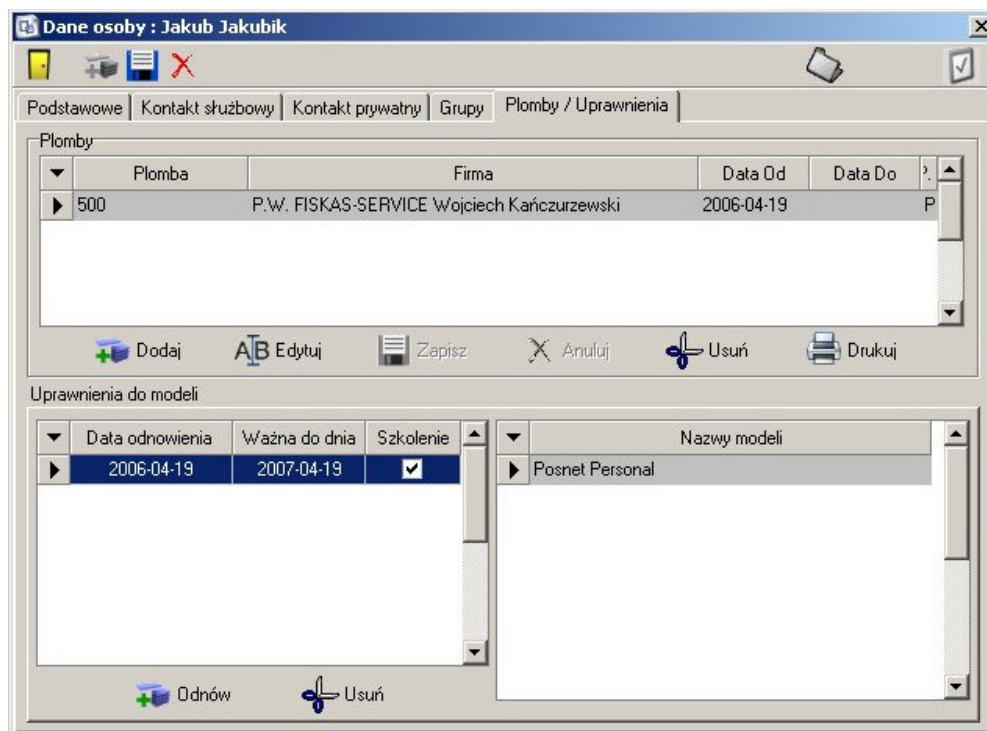 Dane osoby : Jakub Jakubik
Podstawowe Kontakt służbowy Kontakt prywatny Grupy Plomby / Uprawnienia
Plomby
Plomba Firma Data Od Data Do
500 P.W. FISKAS-SERVICE Wojciech Kańczurzewski 2006-04-19 P
Dodaj Edytuj Zapisz Anuluj Usuń Drukuj
Uprawnienia do modeli
Data odnowienia Ważna do dnia Szkolenie Nazwy modeli
2006-04-19 2007-04-19 Posnet Personal
Odnów Usuń